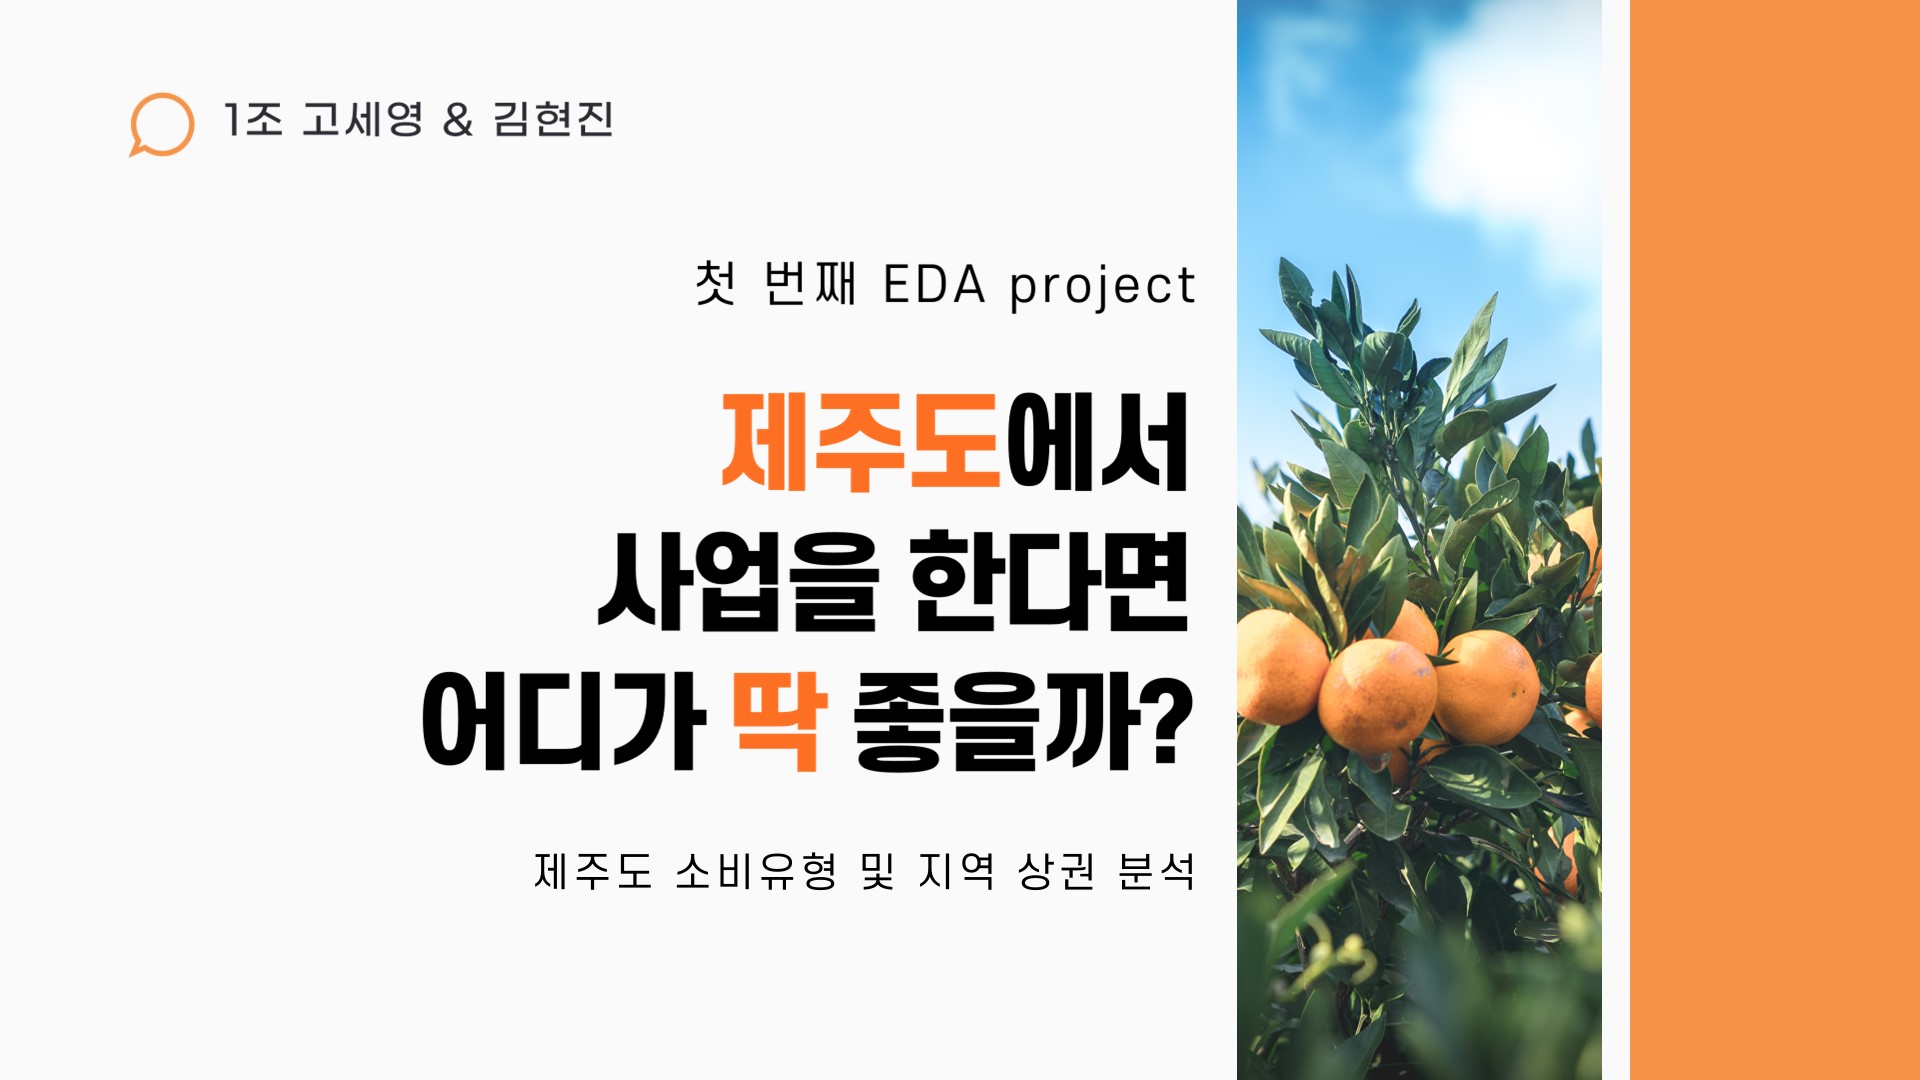 1조 고세영 & 김현진
첫 번째 EDA project
제주도에서
사업을 한다면
어디가 딱 좋을까?
제주도 소비유형 및 지역 상권 분석